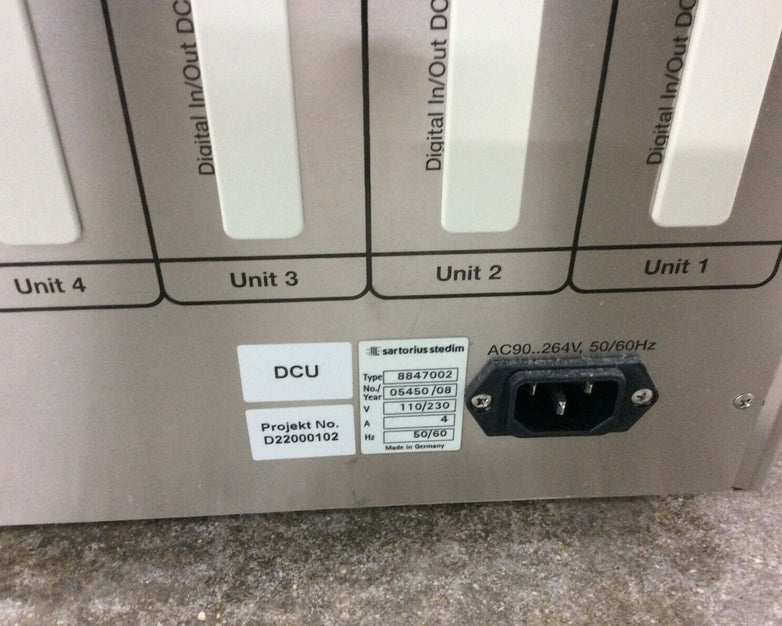 Digital In/Out DC
Digital In/Out DC
Digital In/Out DC
Unit 4
Unit 3
Unit 2
Unit 1
DCU
Projekt No.
D22000102
sartorius stedim
Type 8847002
No./
Year 05450 /08
V 110/230
A 4
Hz 50/60
Made in Germany
AC90..264V, 50/60Hz